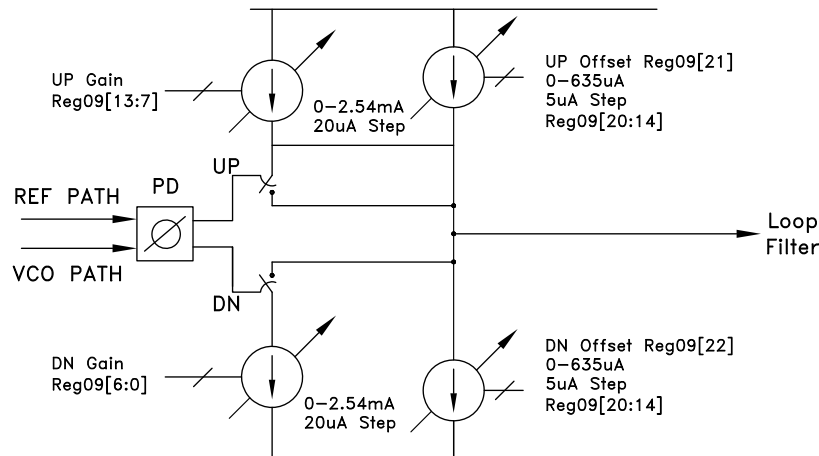 UP Gain
Reg09[13:7]
0-2.54mA
20uA Step
UP Offset Reg09[21]
0-635uA
5uA Step
Reg09[20:14]
UP
PD
REF PATH
VCO PATH
Loop
Filter
DN
DN Gain
Reg09[6:0]
0-2.54mA
20uA Step
DN Offset Reg09[22]
0-635uA
5uA Step
Reg09[20:14]